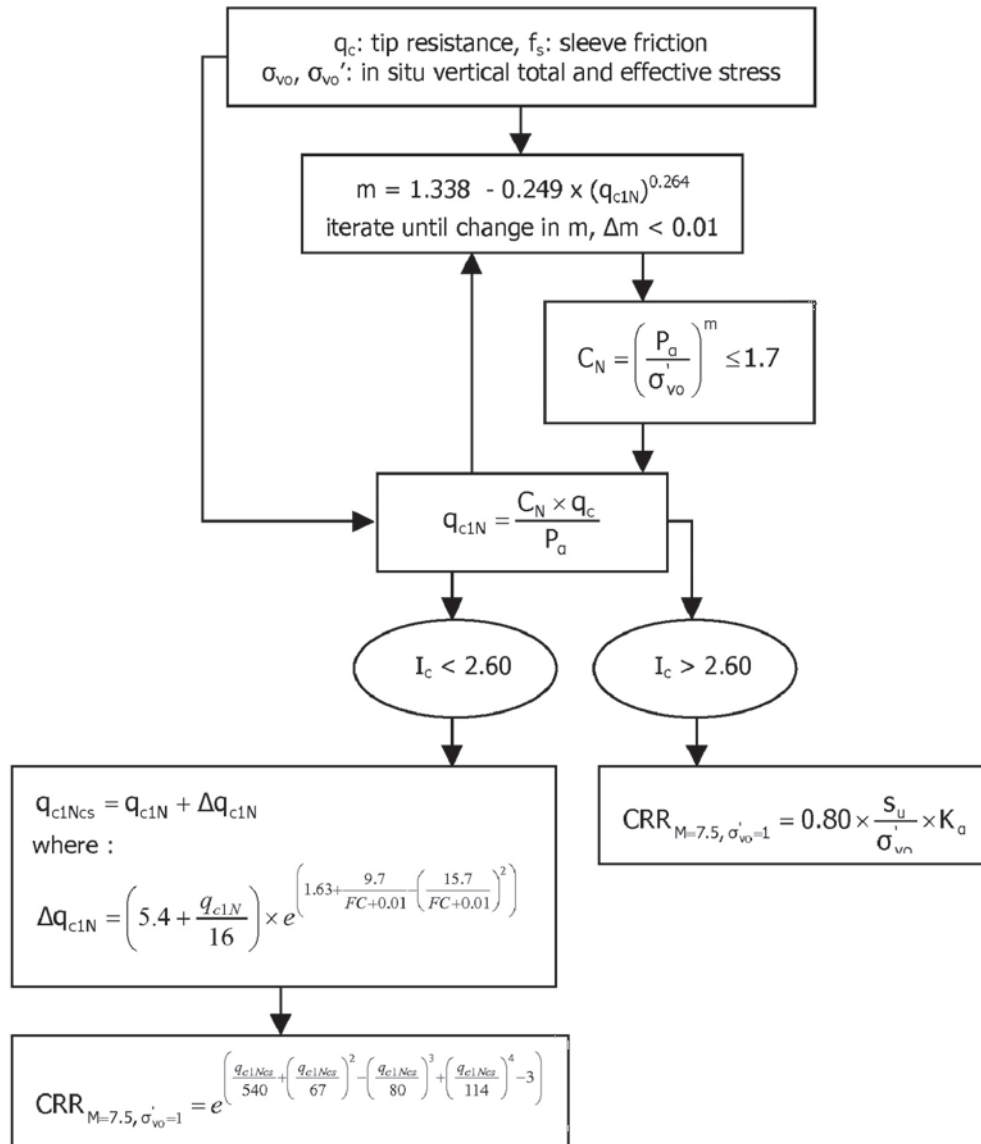 q_c: tip resistance, f_s: sleeve friction
σ_vo, σ_vo': in situ vertical total and effective stress
m = 1.338 - 0.249 x (q_c1N)^0.264
iterate until change in m, Δm < 0.01
C_N = (P_a / σ'_vo)^m ≤ 1.7
q_c1N = (C_N × q_c) / P_a
I_c < 2.60
I_c > 2.60
q_c1Ncs = q_c1N + Δq_c1N
where :
Δq_c1N = (5.4 + q_c1N/16) × e^(1.63 + 9.7/(FC+0.01) - (15.7/(FC+0.01))^2)
CRR_M=7.5, σ'_vo=1 = 0.80 × s_u/σ'_vo × K_α
CRR_M=7.5, σ'_vo=1 = e^(q_c1Ncs/540 + (q_c1Ncs/67)^2 - (q_c1Ncs/80)^3 + (q_c1Ncs/114)^4 - 3)